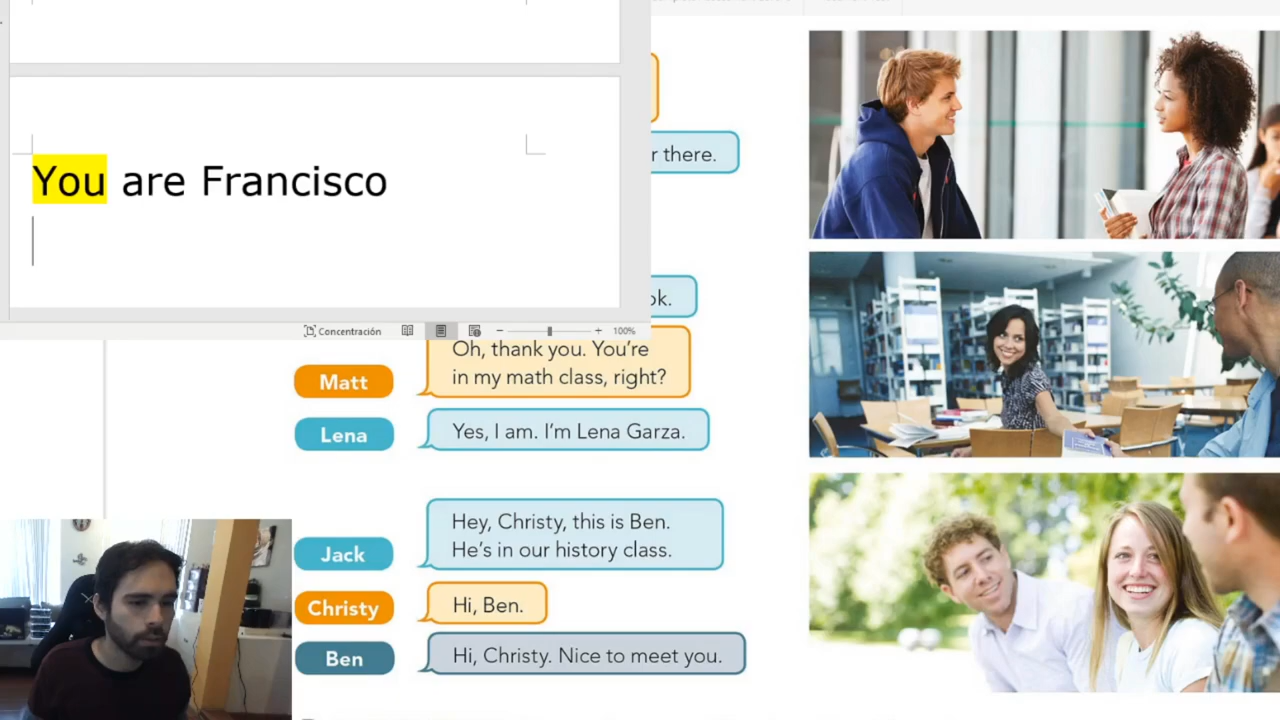 You are Francisco
r there.
ok.
Concentración
100%
Matt
Oh, thank you. You're
in my math class, right?
Lena
Yes, I am. I'm Lena Garza.
Jack
Hey, Christy, this is Ben.
He's in our history class.
Christy
Hi, Ben.
Ben
Hi, Christy. Nice to meet you.